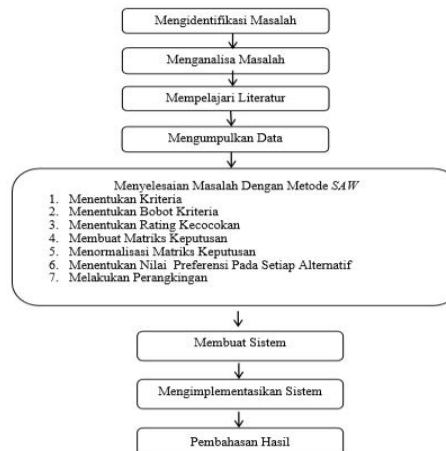 Mengidentifikasi Masalah
Menganalisa Masalah
Mempelajari Literatur
Mengumpulkan Data
Menyelesaian Masalah Dengan Metode SAW
1. Menentukan Kriteria
2. Menentukan Bobot Kriteria
3. Menentukan Rating Kecocokan
4. Membuat Matriks Keputusan
5. Menormalisasi Matriks Keputusan
6. Menentukan Nilai Preferensi Pada Setiap Alternatif
7. Melakukan Perangkingan
Membuat Sistem
Mengimplementasikan Sistem
Pembahasan Hasil